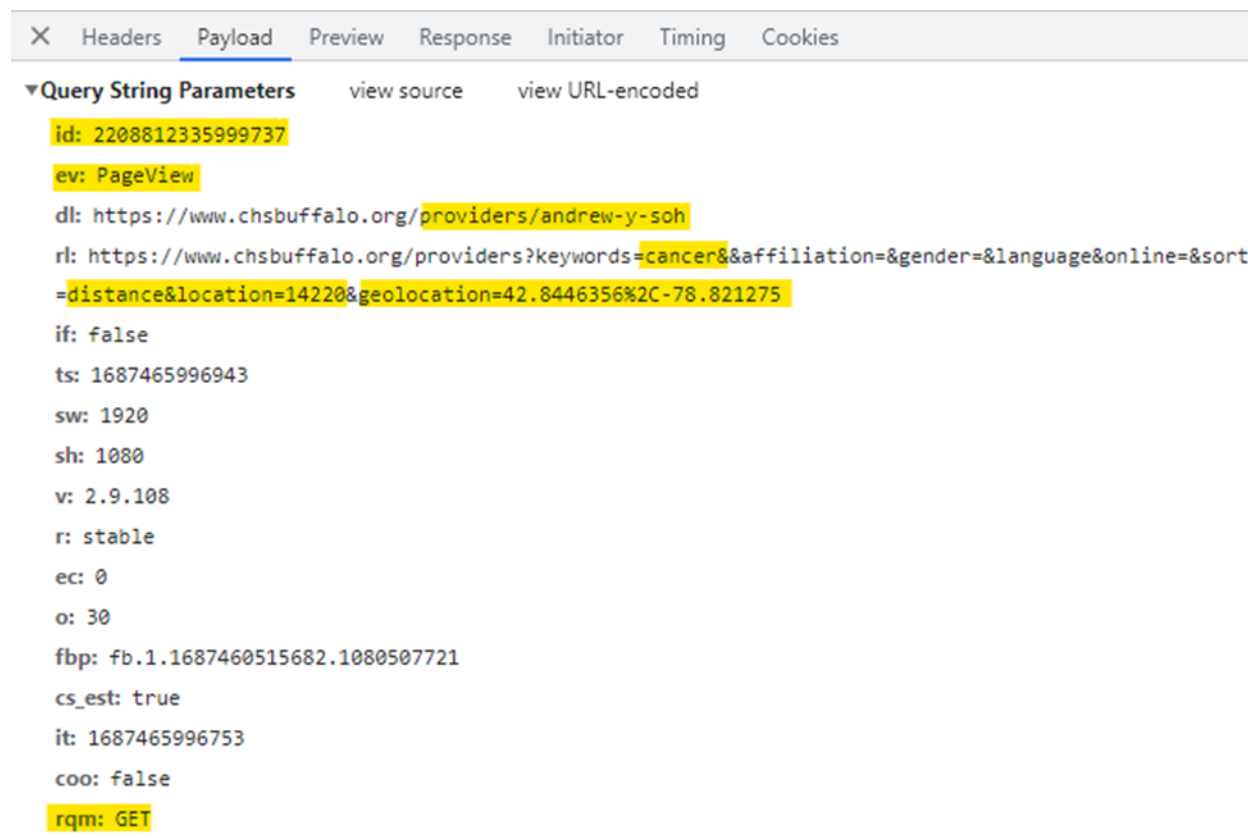 Headers Payload Preview Response Initiator Timing Cookies
▼Query String Parameters view source view URL-encoded
id: 2208812335999737
ev: PageView
dl: https://www.chsbuffalo.org/providers/andrew-y-soh
rl: https://www.chsbuffalo.org/providers?keywords=cancer&&affiliation=&gender=&language&online=&sort
=distance&location=14220&geolocation=42.8446356%2C-78.821275
if: false
ts: 1687465996943
sw: 1920
sh: 1080
v: 2.9.108
r: stable
ec: 0
o: 30
fbp: fb.1.1687460515682.1080507721
cs_est: true
it: 1687465996753
coo: false
rqm: GET